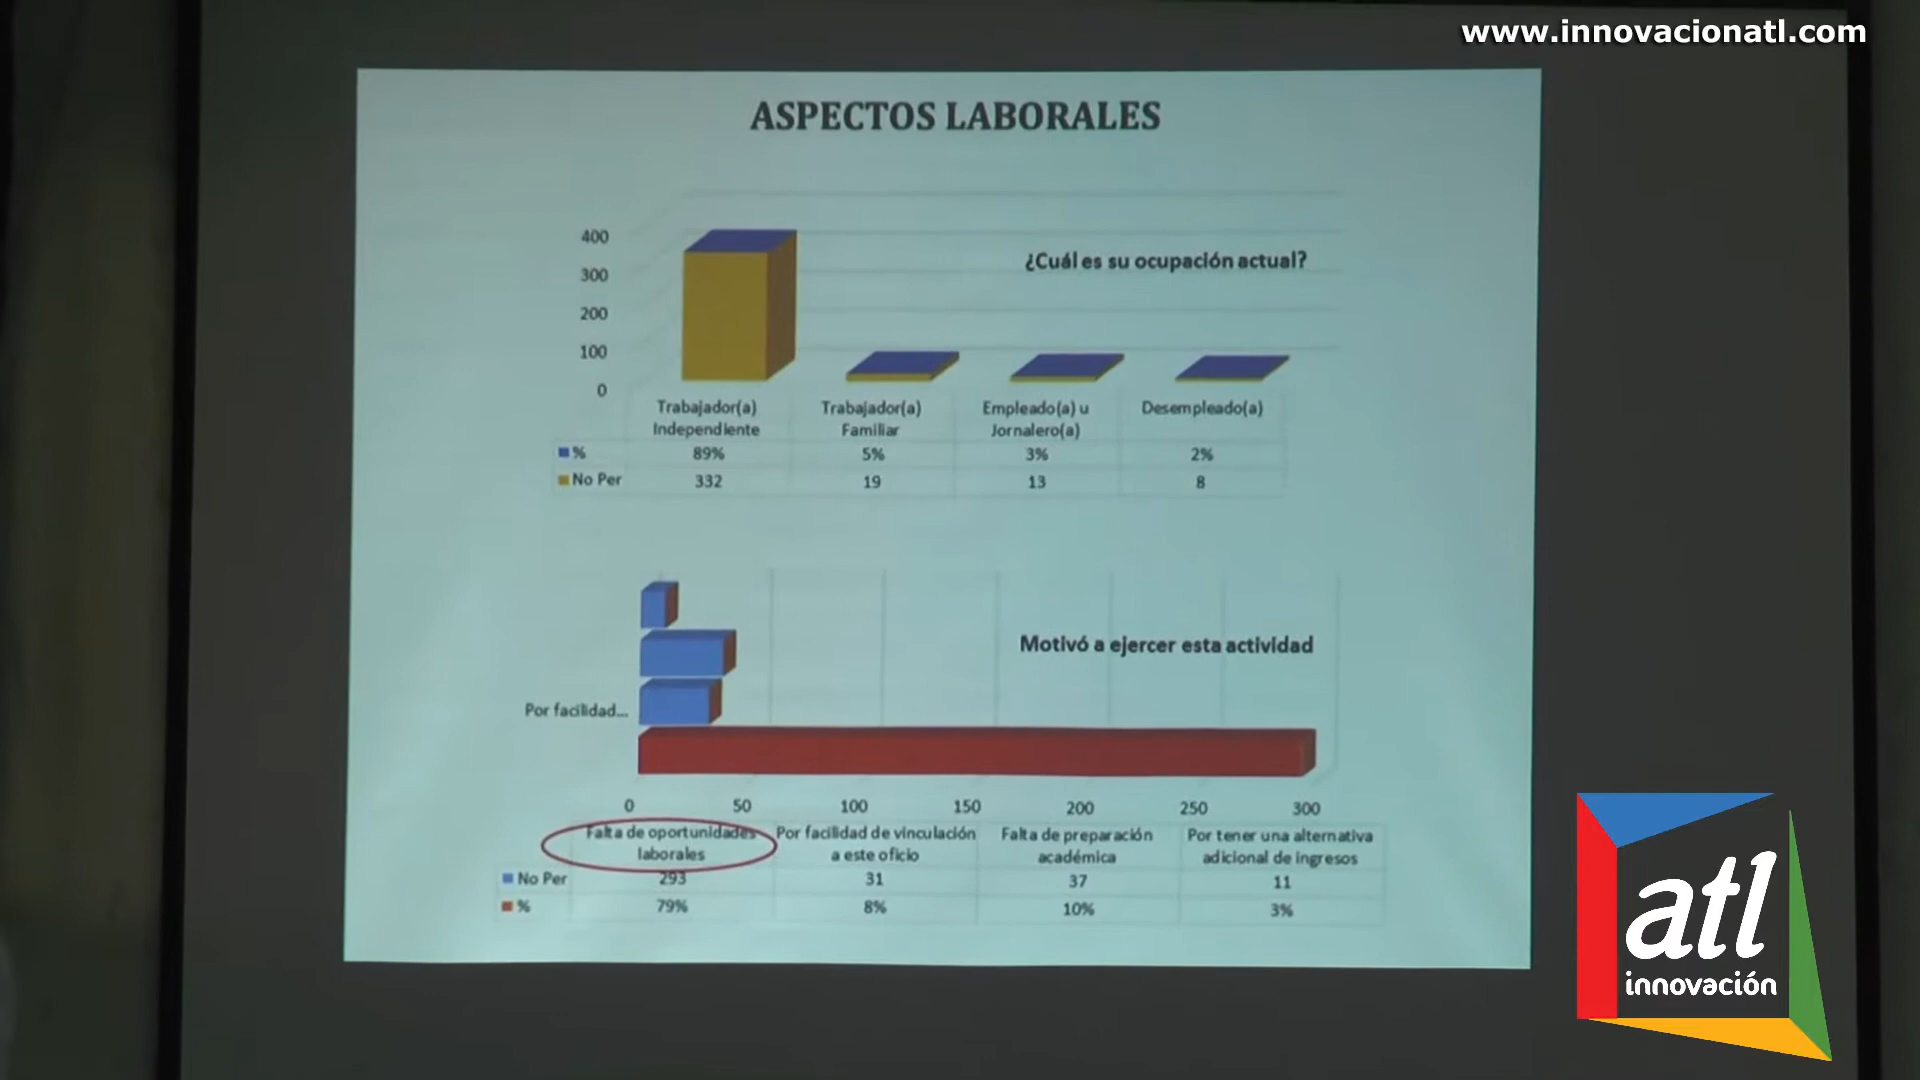 www.innovacionatl.com
ASPECTOS LABORALES
400
300
200
100
0
¿Cuál es su ocupación actual?
Trabajador(a) Independiente
Trabajador(a) Familiar
Empleado(a) u Jornalero(a)
Desempleado(a)
% 89% 5% 3% 2%
No Per 332 19 13 8
Motivó a ejercer esta actividad
Por facilidad...
0 50 100 150 200 250 300
Falta de oportunidades laborales
Por facilidad de vinculación a este oficio
Falta de preparación académica
Por tener una alternativa adicional de ingresos
No Per 293 31 37 11
% 79% 8% 10% 3%
atl
innovación